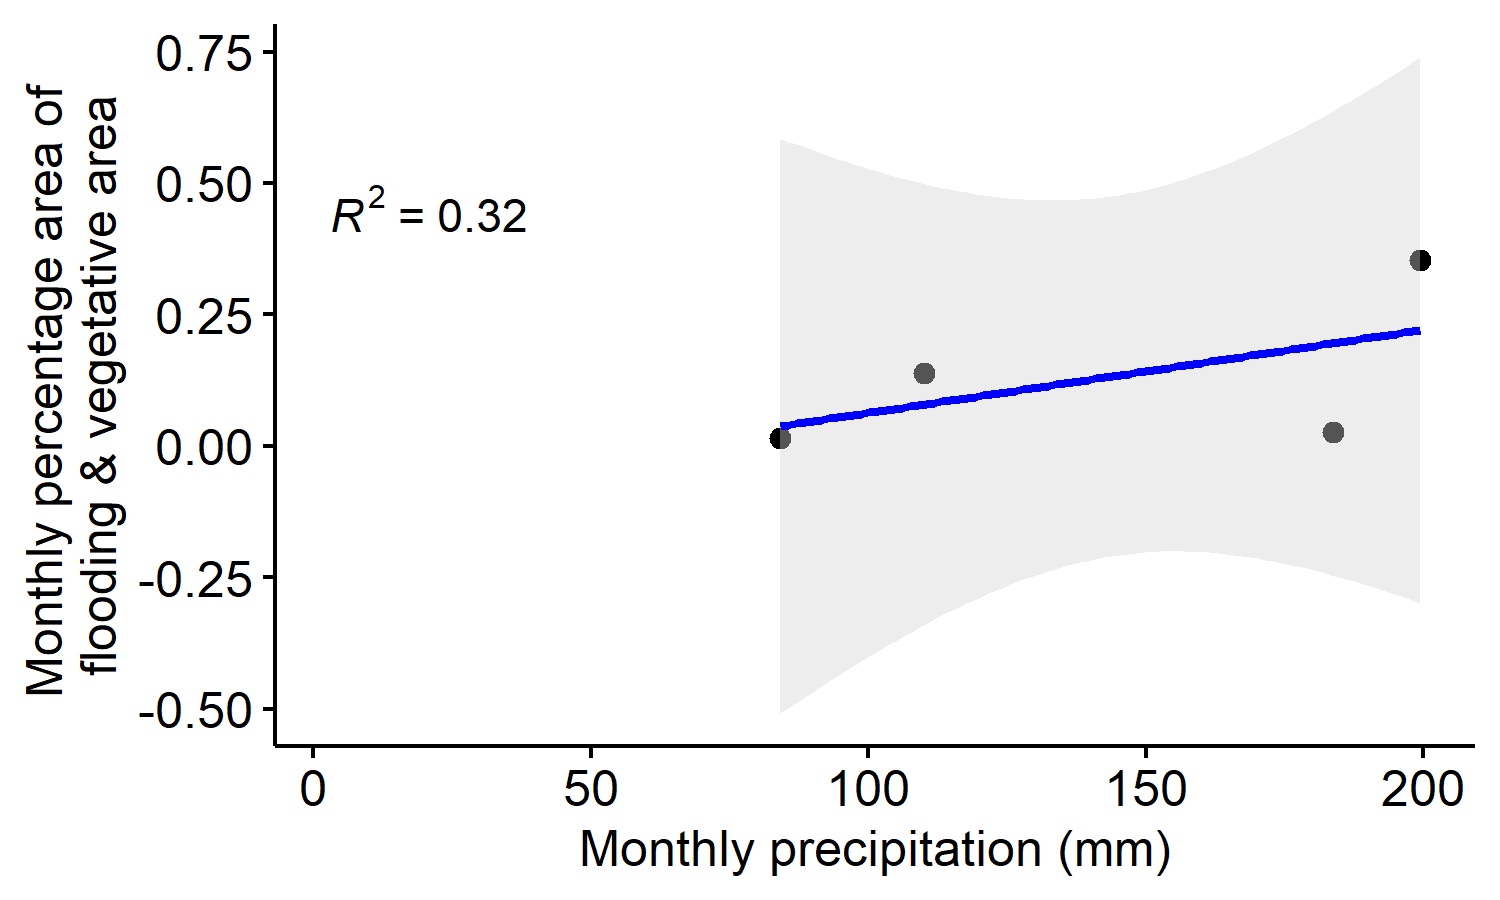 Monthly percentage area of
flooding & vegetative area
0.75
0.50
0.25
0.00
-0.25
-0.50
R² = 0.32
0 50 100 150 200
Monthly precipitation (mm)